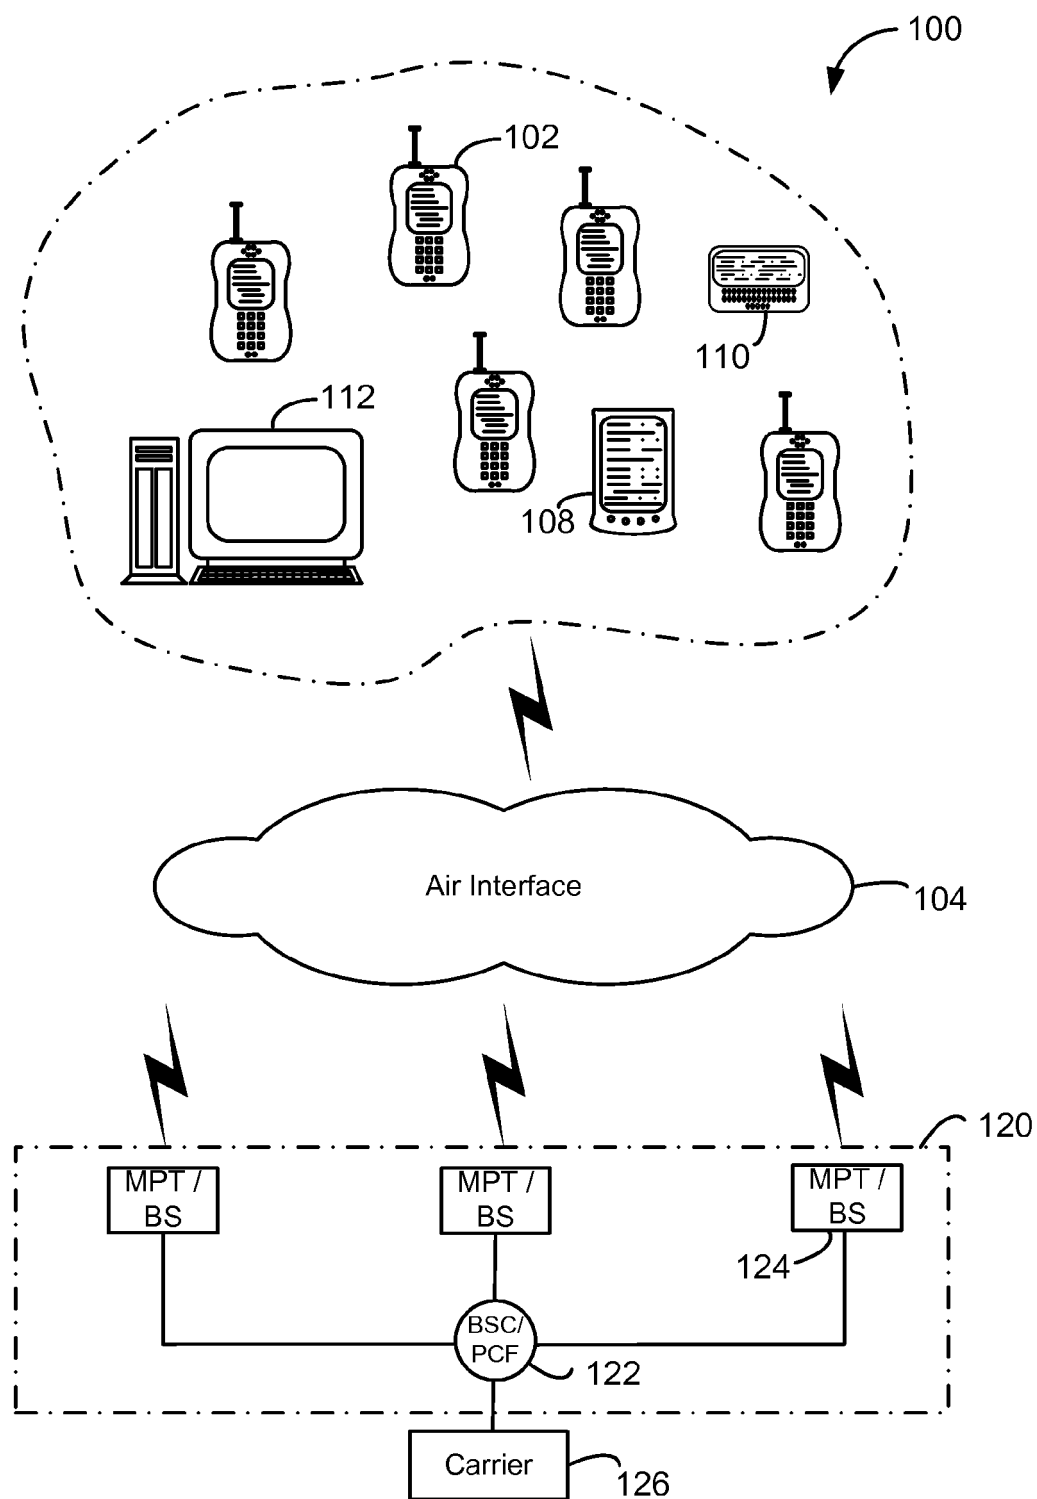 100
102
110
112
108
Air Interface
104
120
MPT /
BS
MPT /
BS
MPT /
BS
124
BSC/
PCF
122
Carrier
126